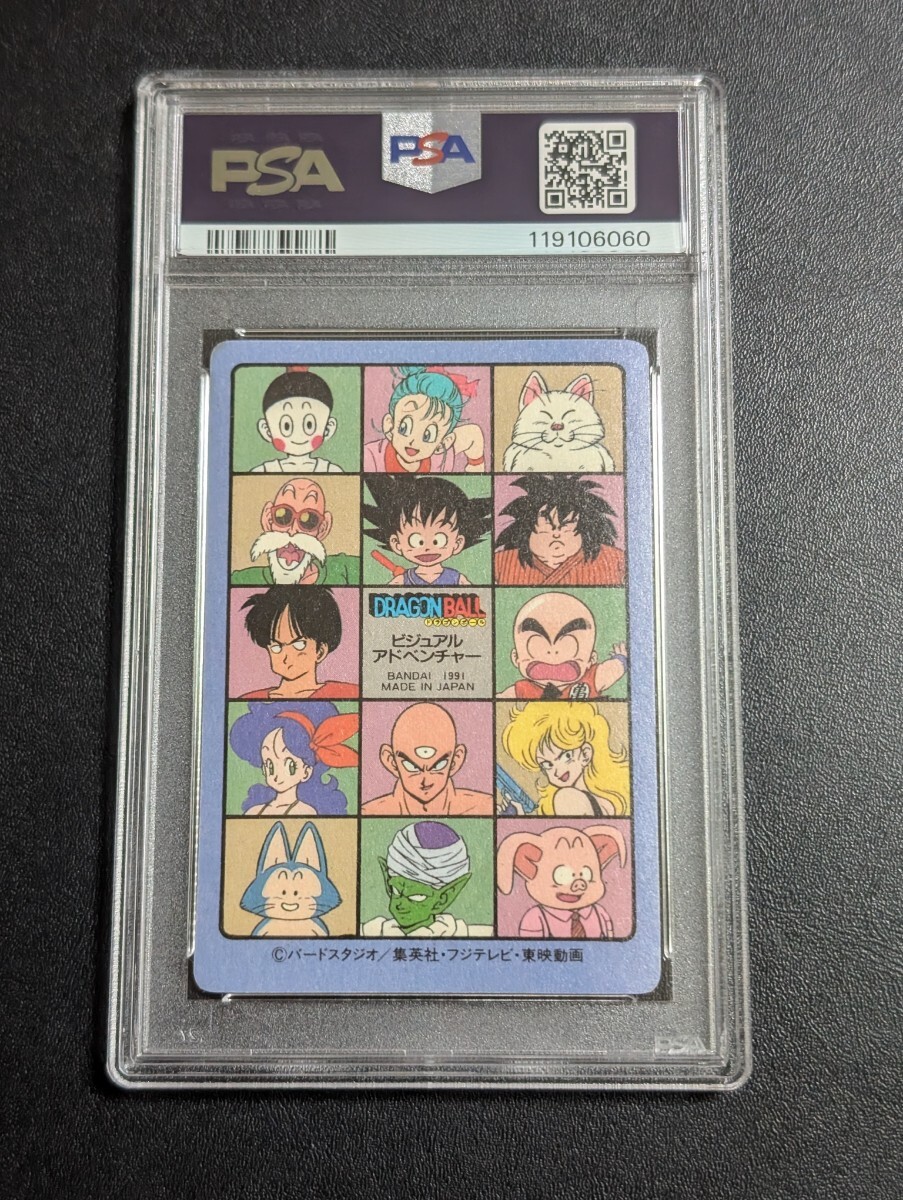 PSA
PSA
119106060
DRAGON BALL
ドラゴンボール
ビジュアル
アドベンチャー
BANDAI 1991
MADE IN JAPAN
亀
©バードスタジオ/集英社・フジテレビ・東映動画
PSA